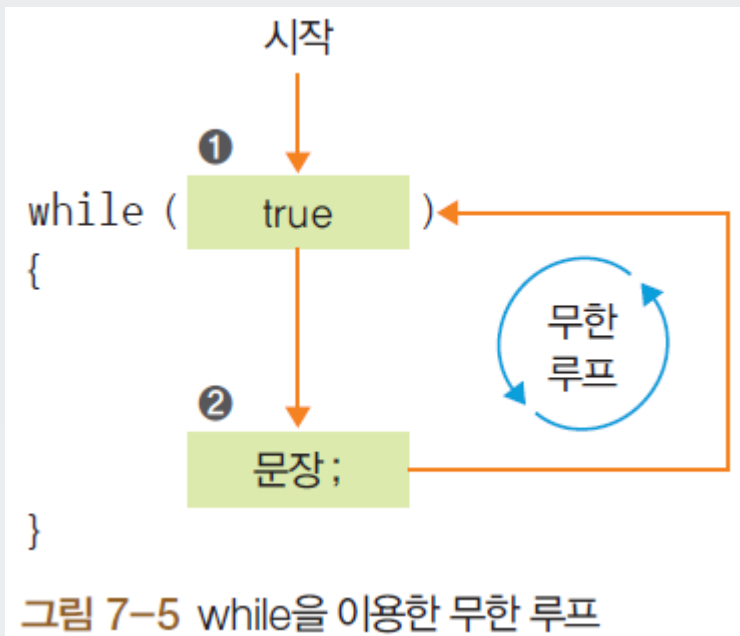 시작
❶
while ( true )
{
무한
루프
❷
문장 ;
}
그림 7-5 while을 이용한 무한 루프